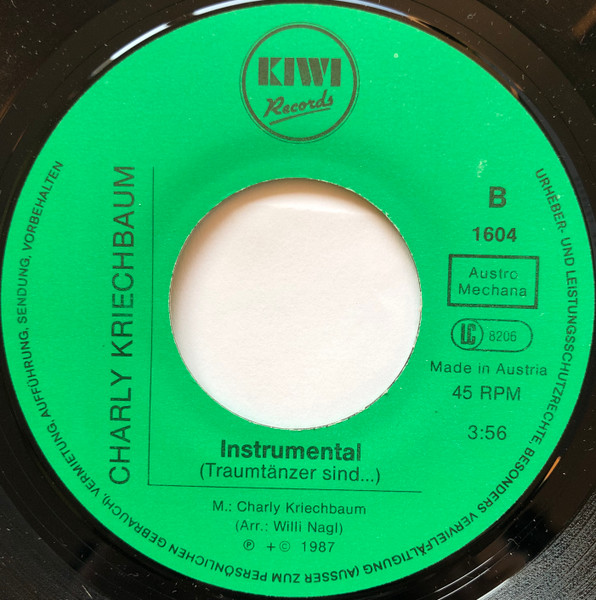 KIWI
Records
CHARLY KRIECHBAUM
B
1604
Austro
Mechana
LC 8206
Made in Austria
45 RPM
3:56
Instrumental
(Traumtänzer sind...)
M.: Charly Kriechbaum
(Arr.: Willi Nagl)
℗ + © 1987
URHEBER- UND LEISTUNGSSCHUTZRECHTE, BESONDERS VERVIELFÄLTIGUNG (AUSSER ZUM PERSÖNLICHEN GEBRAUCH), VERMIETUNG, AUFFÜHRUNG, SENDUNG, VORBEHALTEN